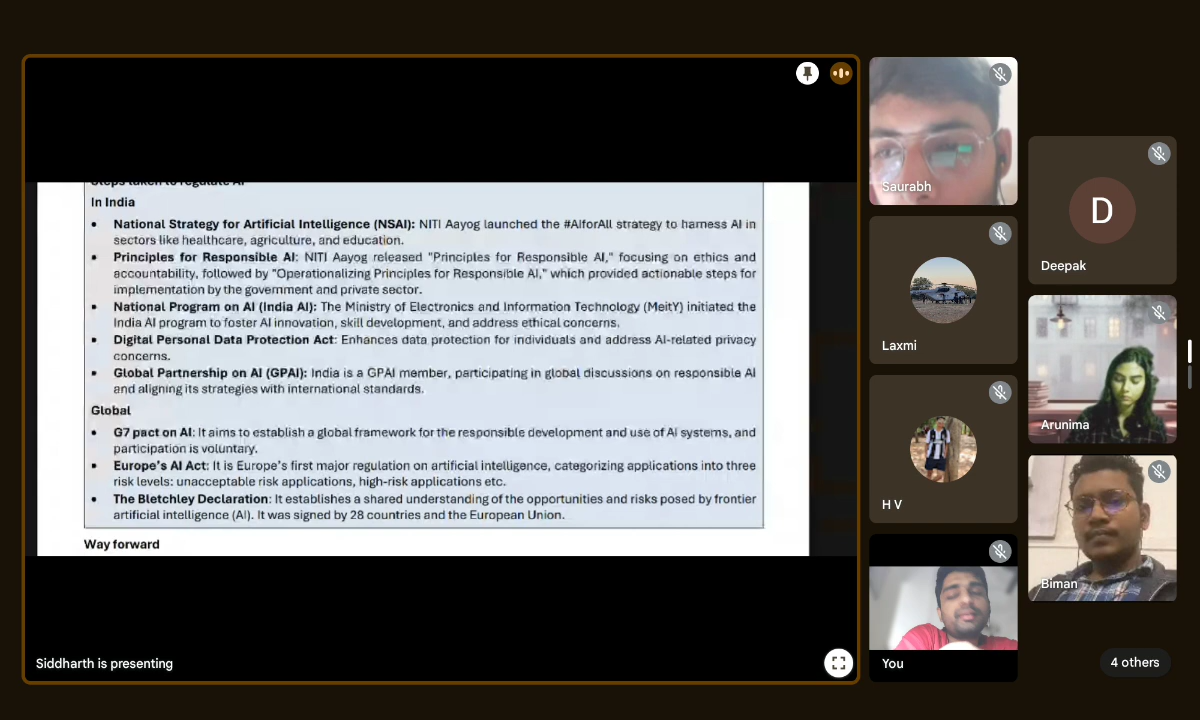 Steps taken to regulate AI
In India
• National Strategy for Artificial Intelligence (NSAI): NITI Aayog launched the #AIforAll strategy to harness AI in
sectors like healthcare, agriculture, and education.
• Principles for Responsible AI: NITI Aayog released "Principles for Responsible AI," focusing on ethics and
accountability, followed by "Operationalizing Principles for Responsible AI," which provided actionable steps for
implementation by the government and private sector.
• National Program on AI (India AI): The Ministry of Electronics and Information Technology (MeitY) initiated the
India AI program to foster AI innovation, skill development, and address ethical concerns.
• Digital Personal Data Protection Act: Enhances data protection for individuals and address AI-related privacy
concerns.
• Global Partnership on AI (GPAI): India is a GPAI member, participating in global discussions on responsible AI
and aligning its strategies with international standards.
Global
• G7 pact on AI: It aims to establish a global framework for the responsible development and use of AI systems, and
participation is voluntary.
• Europe's AI Act: It is Europe's first major regulation on artificial intelligence, categorizing applications into three
risk levels: unacceptable risk applications, high-risk applications etc.
• The Bletchley Declaration: It establishes a shared understanding of the opportunities and risks posed by frontier
artificial intelligence (AI). It was signed by 28 countries and the European Union.
Way forward
Siddharth is presenting
Saurabh
Laxmi
H V
You
D
Deepak
Arunima
Biman
4 others